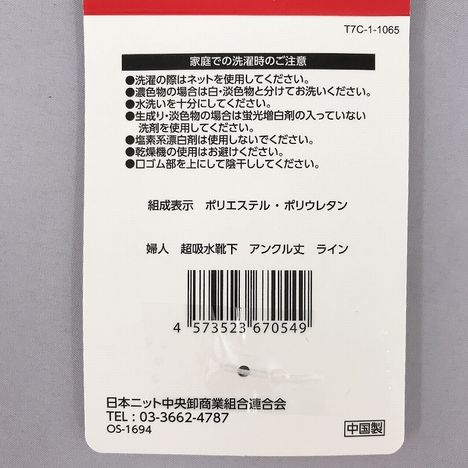 T7C-1-1065
家庭での洗濯時のご注意
●洗濯の際はネットを使用してください。
●濃色物の場合は白・淡色物と分けてお洗いください。
●水洗いを十分にしてください。
●生成り・淡色物の場合は蛍光増白剤の入っていない
洗剤を使用してください。
●塩素系漂白剤は使用しないでください。
●乾燥機の使用はお避けください。
●口ゴム部を上にして陰干ししてください。
組成表示 ポリエステル・ポリウレタン
婦人 超吸水靴下 アンクル丈 ライン
4 573523 670549
日本ニット中央卸商業組合連合会
TEL : 03-3662-4787
OS-1694
中国製